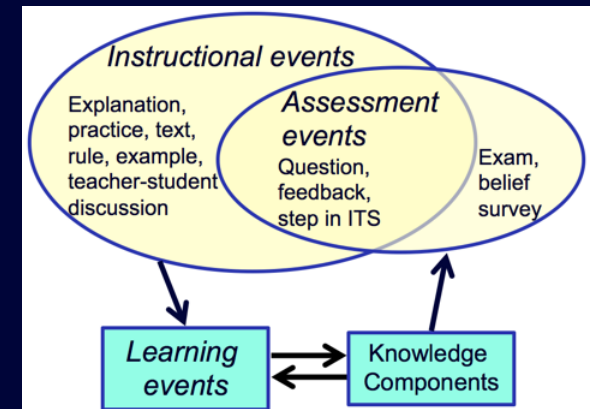 Instructional events
Explanation,
practice, text,
rule, example,
teacher-student
discussion
Assessment
events
Question,
feedback,
step in ITS
Exam,
belief
survey
Learning
events
Knowledge
Components